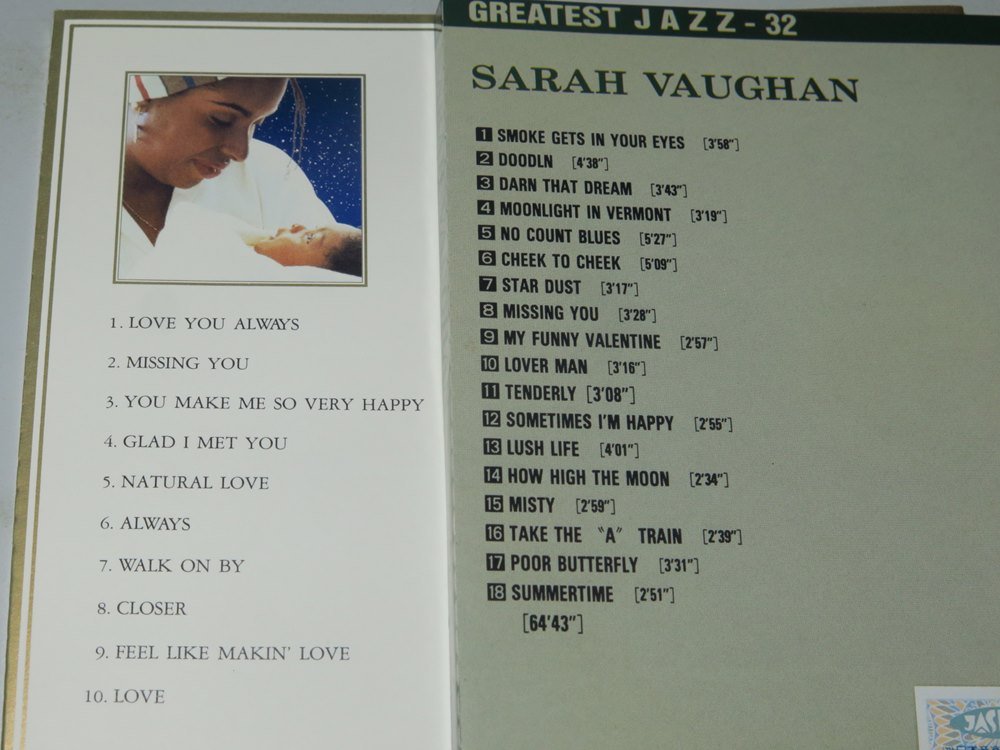 1. LOVE YOU ALWAYS
2. MISSING YOU
3. YOU MAKE ME SO VERY HAPPY
4. GLAD I MET YOU
5. NATURAL LOVE
6. ALWAYS
7. WALK ON BY
8. CLOSER
9. FEEL LIKE MAKIN' LOVE
10. LOVE
GREATEST JAZZ - 32
SARAH VAUGHAN
1 SMOKE GETS IN YOUR EYES [3'58"]
2 DOODLN [4'38"]
3 DARN THAT DREAM [3'43"]
4 MOONLIGHT IN VERMONT [3'19"]
5 NO COUNT BLUES [5'27"]
6 CHEEK TO CHEEK [5'09"]
7 STAR DUST [3'17"]
8 MISSING YOU [3'28"]
9 MY FUNNY VALENTINE [2'57"]
10 LOVER MAN [3'16"]
11 TENDERLY [3'08"]
12 SOMETIMES I'M HAPPY [2'55"]
13 LUSH LIFE [4'01"]
14 HOW HIGH THE MOON [2'34"]
15 MISTY [2'59"]
16 TAKE THE "A" TRAIN [2'39"]
17 POOR BUTTERFLY [3'31"]
18 SUMMERTIME [2'51"]
[64'43"]